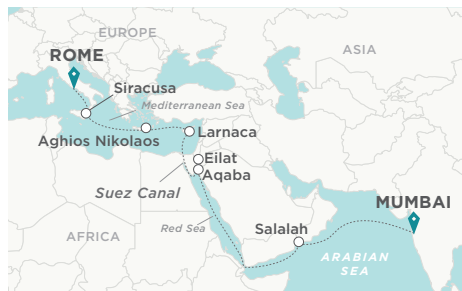 EUROPE
ROME
ASIA
Siracusa
Mediterranean Sea
Aghios Nikolaos
Larnaca
Eilat
Aqaba
Suez Canal
MUMBAI
Red Sea
Salalah
AFRICA
ARABIAN
SEA